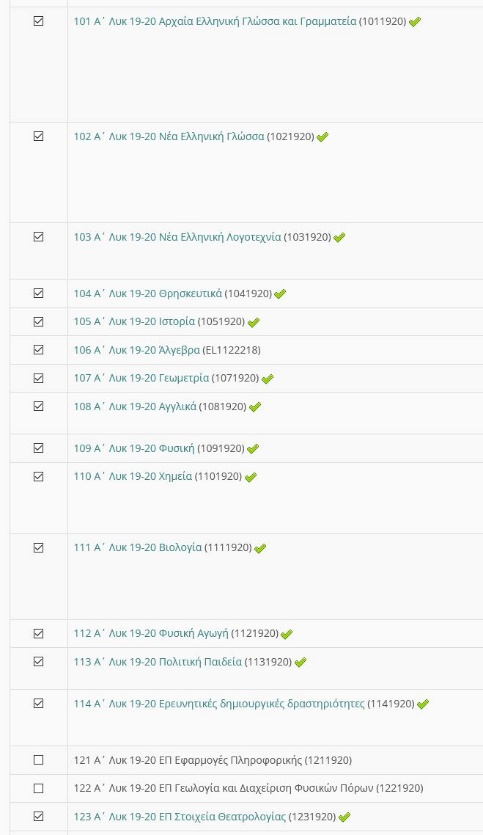 101 Α΄ Λυκ 19-20 Αρχαία Ελληνική Γλώσσα και Γραμματεία (1011920)
102 Α΄ Λυκ 19-20 Νέα Ελληνική Γλώσσα (1021920)
103 Α΄ Λυκ 19-20 Νέα Ελληνική Λογοτεχνία (1031920)
104 Α΄ Λυκ 19-20 Θρησκευτικά (1041920)
105 Α΄ Λυκ 19-20 Ιστορία (1051920)
106 Α΄ Λυκ 19-20 Άλγεβρα (EL1122218)
107 Α΄ Λυκ 19-20 Γεωμετρία (1071920)
108 Α΄ Λυκ 19-20 Αγγλικά (1081920)
109 Α΄ Λυκ 19-20 Φυσική (1091920)
110 Α΄ Λυκ 19-20 Χημεία (1101920)
111 Α΄ Λυκ 19-20 Βιολογία (1111920)
112 Α΄ Λυκ 19-20 Φυσική Αγωγή (1121920)
113 Α΄ Λυκ 19-20 Πολιτική Παιδεία (1131920)
114 Α΄ Λυκ 19-20 Ερευνητικές δημιουργικές δραστηριότητες (1141920)
121 Α΄ Λυκ 19-20 ΕΠ Εφαρμογές Πληροφορικής (1211920)
122 Α΄ Λυκ 19-20 ΕΠ Γεωλογία και Διαχείριση Φυσικών Πόρων (1221920)
123 Α΄ Λυκ 19-20 ΕΠ Στοιχεία Θεατρολογίας (1231920)